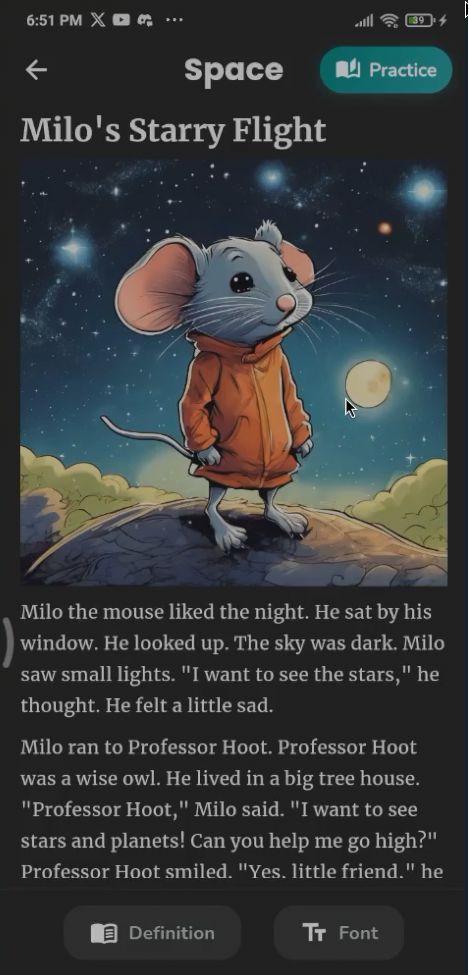 6:51 PM
39
Space
Practice
Milo's Starry Flight
Milo the mouse liked the night. He sat by his
window. He looked up. The sky was dark. Milo
saw small lights. "I want to see the stars," he
thought. He felt a little sad.
Milo ran to Professor Hoot. Professor Hoot
was a wise owl. He lived in a big tree house.
"Professor Hoot," Milo said. "I want to see
stars and planets! Can you help me go high?"
Professor Hoot smiled. "Yes, little friend," he
Definition
Tт Font